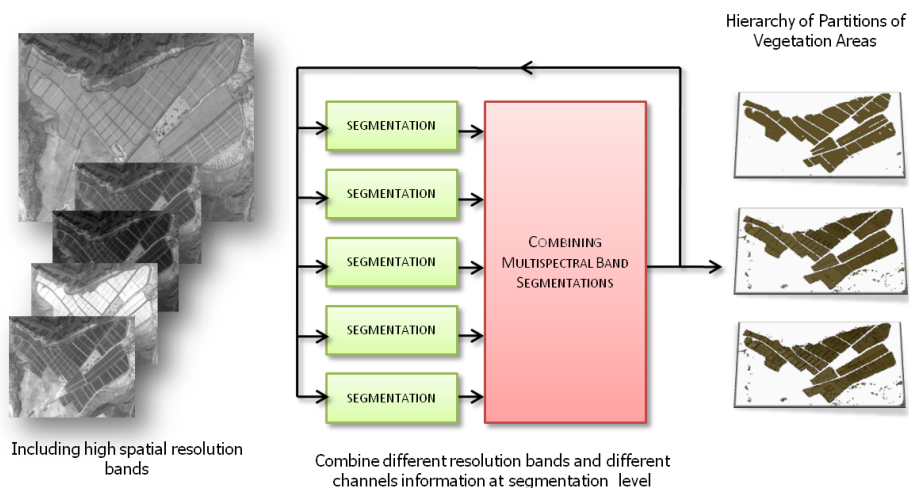 Hierarchy of Partitions of
Vegetation Areas
SEGMENTATION
SEGMENTATION
SEGMENTATION
SEGMENTATION
SEGMENTATION
COMBINING
MULTISPECTRAL BAND
SEGMENTATIONS
Including high spatial resolution
bands
Combine different resolution bands and different
channels information at segmentation level